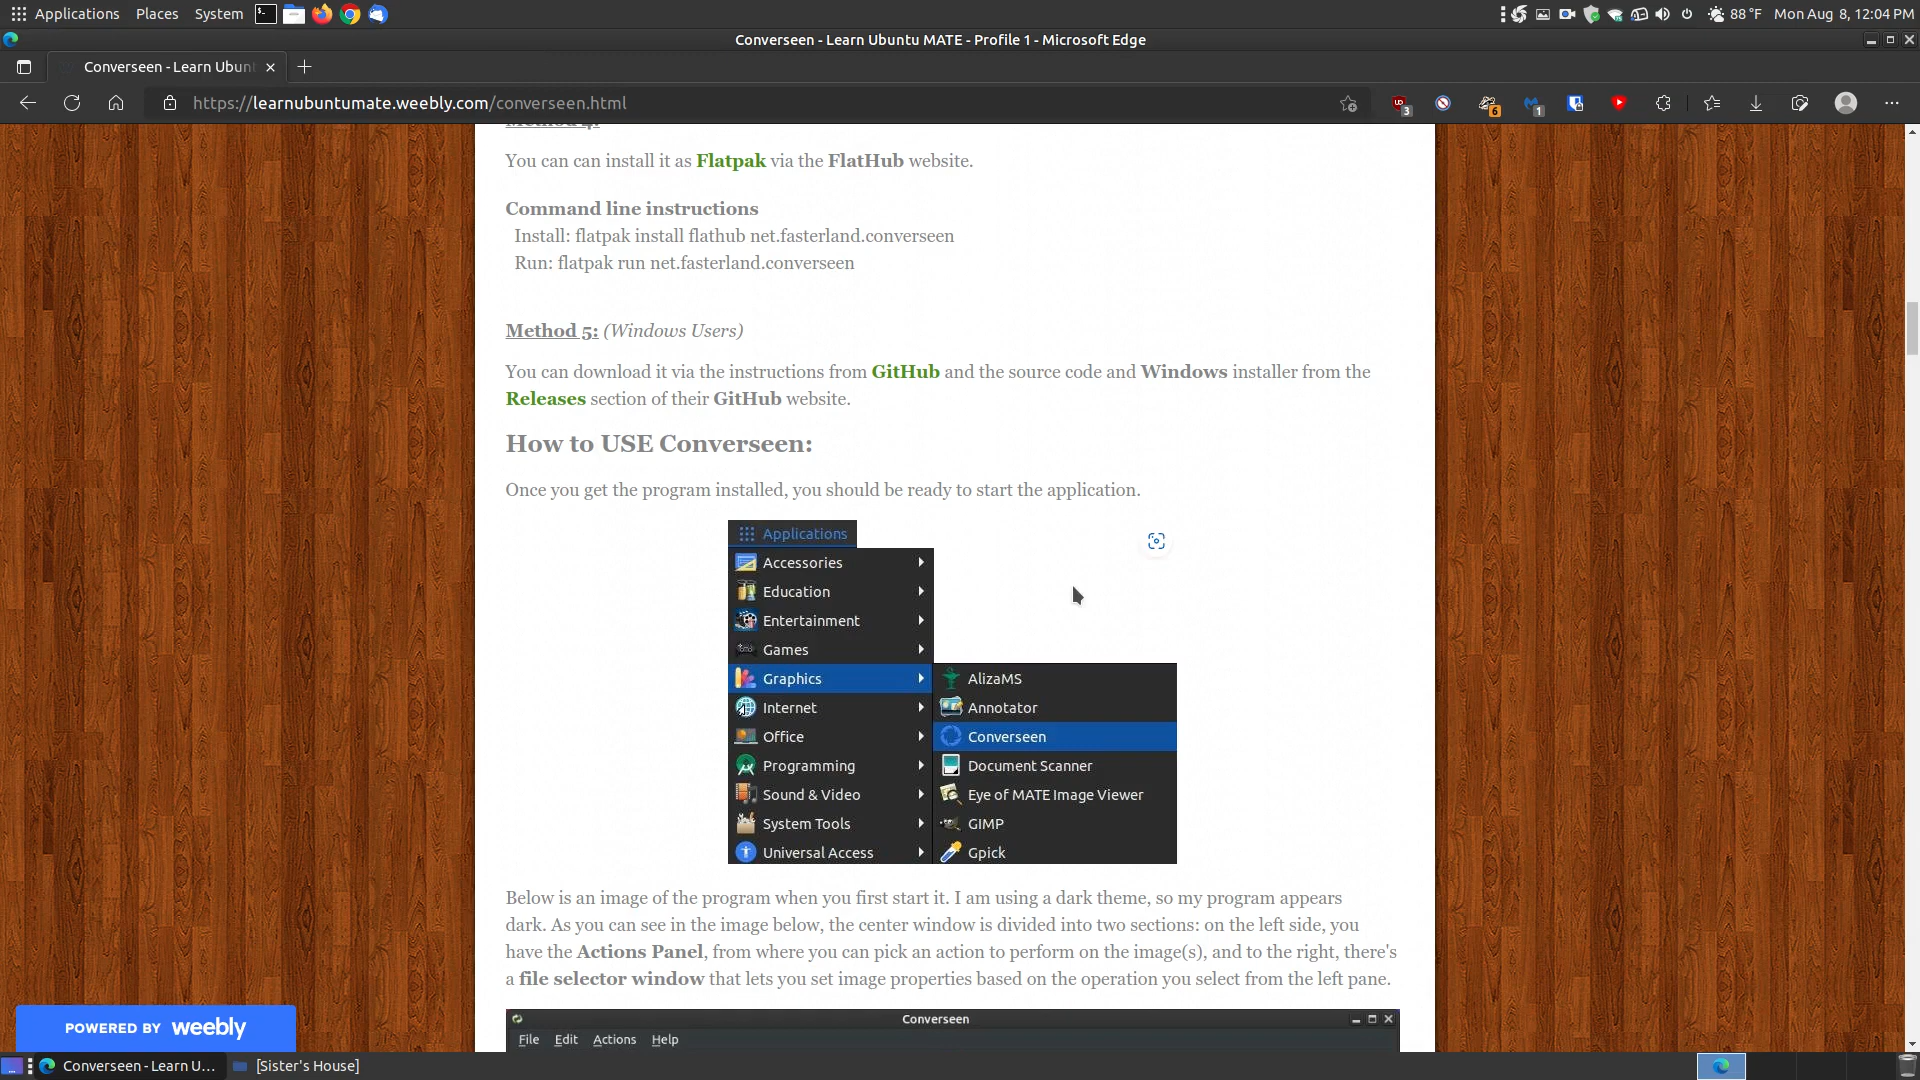 Applications Places System 88 °F Mon Aug 8, 12:04 PM
Converseen - Learn Ubuntu MATE - Profile 1 - Microsoft Edge
Converseen - Learn Ubun
https://learnubuntumate.weebly.com/converseen.html
3 6 1
Method 4:
You can can install it as Flatpak via the FlatHub website.
Command line instructions
Install: flatpak install flathub net.fasterland.converseen
Run: flatpak run net.fasterland.converseen
Method 5: (Windows Users)
You can download it via the instructions from GitHub and the source code and Windows installer from the
Releases section of their GitHub website.
How to USE Converseen:
Once you get the program installed, you should be ready to start the application.
Applications
Accessories
Education
Entertainment
Games
Graphics
Internet
Office
Programming
Sound & Video
System Tools
Universal Access
AlizaMS
Annotator
Converseen
Document Scanner
Eye of MATE Image Viewer
GIMP
Gpick
Below is an image of the program when you first start it. I am using a dark theme, so my program appears
dark. As you can see in the image below, the center window is divided into two sections: on the left side, you
have the Actions Panel, from where you can pick an action to perform on the image(s), and to the right, there's
a file selector window that lets you set image properties based on the operation you select from the left pane.
Converseen
File Edit Actions Help
POWERED BY weebly
Converseen - Learn U... [Sister's House]